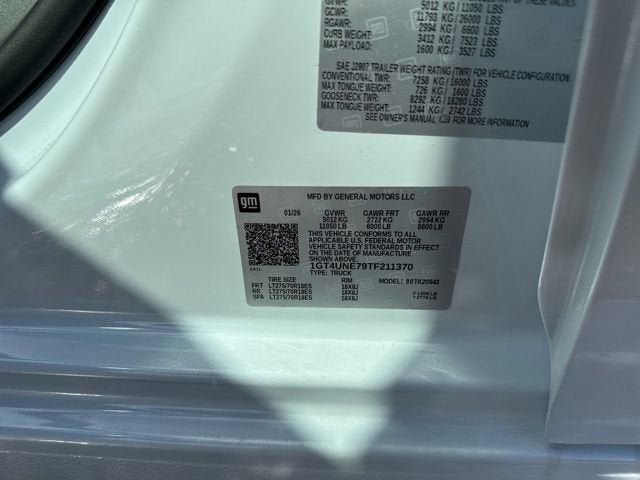 GVWR: 5012 KG / 11050 LBS
GCWR: 11793 KG / 26000 LBS
RGAWR: 2994 KG / 6600 LBS
CURB WEIGHT: 3412 KG / 7523 LBS
MAX PAYLOAD: 1600 KG / 3527 LBS
SAE J2807 TRAILER WEIGHT RATING (TWR) FOR VEHICLE CONFIGURATION:
CONVENTIONAL TWR: 7258 KG / 16000 LBS
MAX TONGUE WEIGHT: 726 KG / 1600 LBS
GOOSENECK TWR: 8292 KG / 18280 LBS
MAX TONGUE WEIGHT: 1244 KG / 2742 LBS
SEE OWNER'S MANUAL FOR MORE INFORMATION
gm
MFD BY GENERAL MOTORS LLC
01/26 GVWR GAWR FRT GAWR RR
5012 KG 2722 KG 2994 KG
11050 LB 6000 LB 6600 LB
THIS VEHICLE CONFORMS TO ALL
APPLICABLE U.S. FEDERAL MOTOR
VEHICLE SAFETY STANDARDS IN EFFECT
ON THE DATE OF MANUFACTURE
SHOWN ABOVE.
1GT4UNE79TF211370
TYPE: TRUCK
TIRE SIZE RIM MODEL:
FRT LT275/70R18ES 18X8J
RR LT275/70R18ES 18X8J
SPA LT275/70R18ES 18X8J